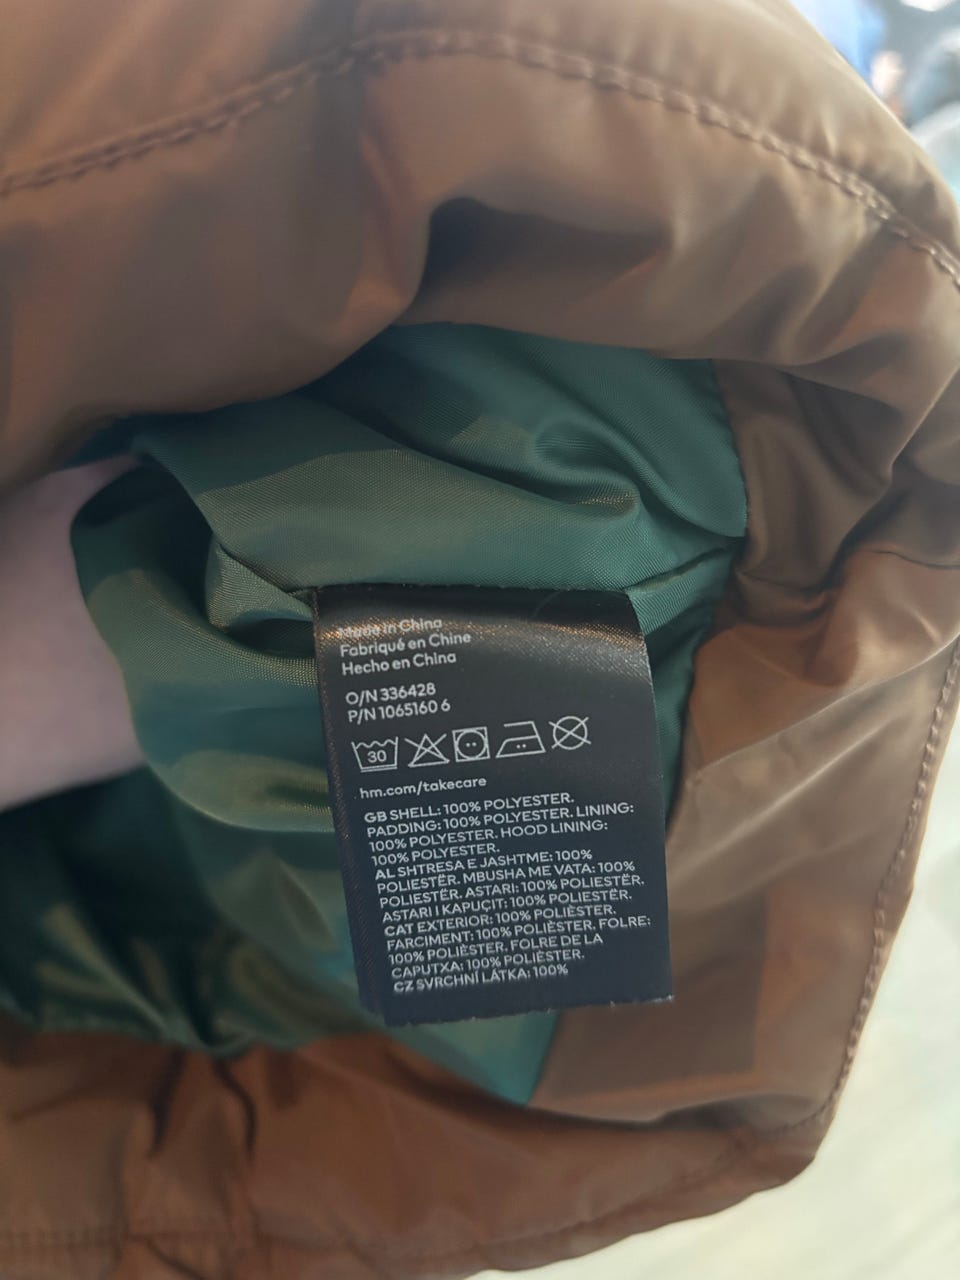 Made in China
Fabriqué en Chine
Hecho en China
O/N 336428
P/N 1065160 6
30
hm.com/takecare
GB SHELL: 100% POLYESTER.
PADDING: 100% POLYESTER. LINING:
100% POLYESTER. HOOD LINING:
100% POLYESTER.
AL SHTRESA E JASHTME: 100%
POLIESTËR. MBUSHA ME VATA: 100%
POLIESTËR. ASTARI: 100% POLIESTËR.
ASTARI I KAPUÇIT: 100% POLIESTËR.
CAT EXTERIOR: 100% POLIÈSTER.
FARCIMENT: 100% POLIÈSTER. FOLRE:
100% POLIÈSTER. FOLRE DE LA
CAPUTXA: 100% POLIÈSTER.
CZ SVRCHNÍ LÁTKA: 100%